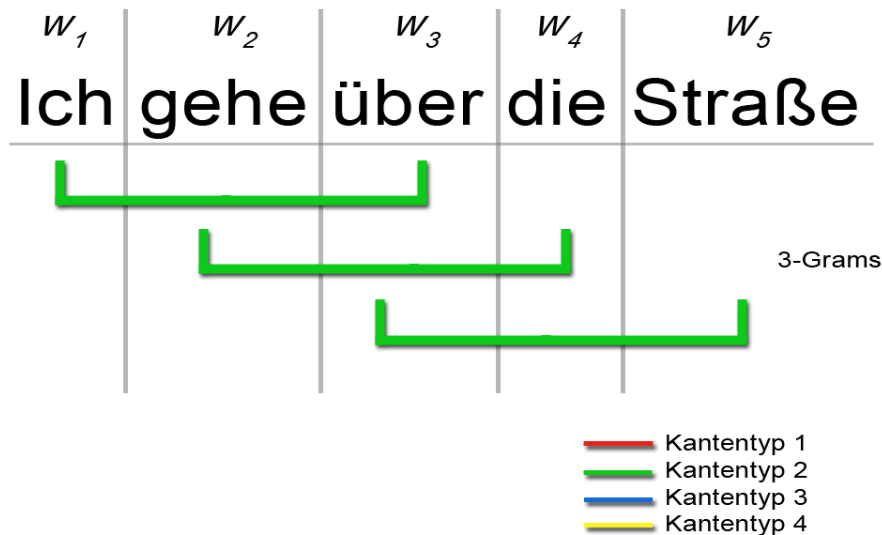 W1 W2 W3 W4 W5
Ich gehe über die Straße
3-Grams
Kantentyp 1
Kantentyp 2
Kantentyp 3
Kantentyp 4